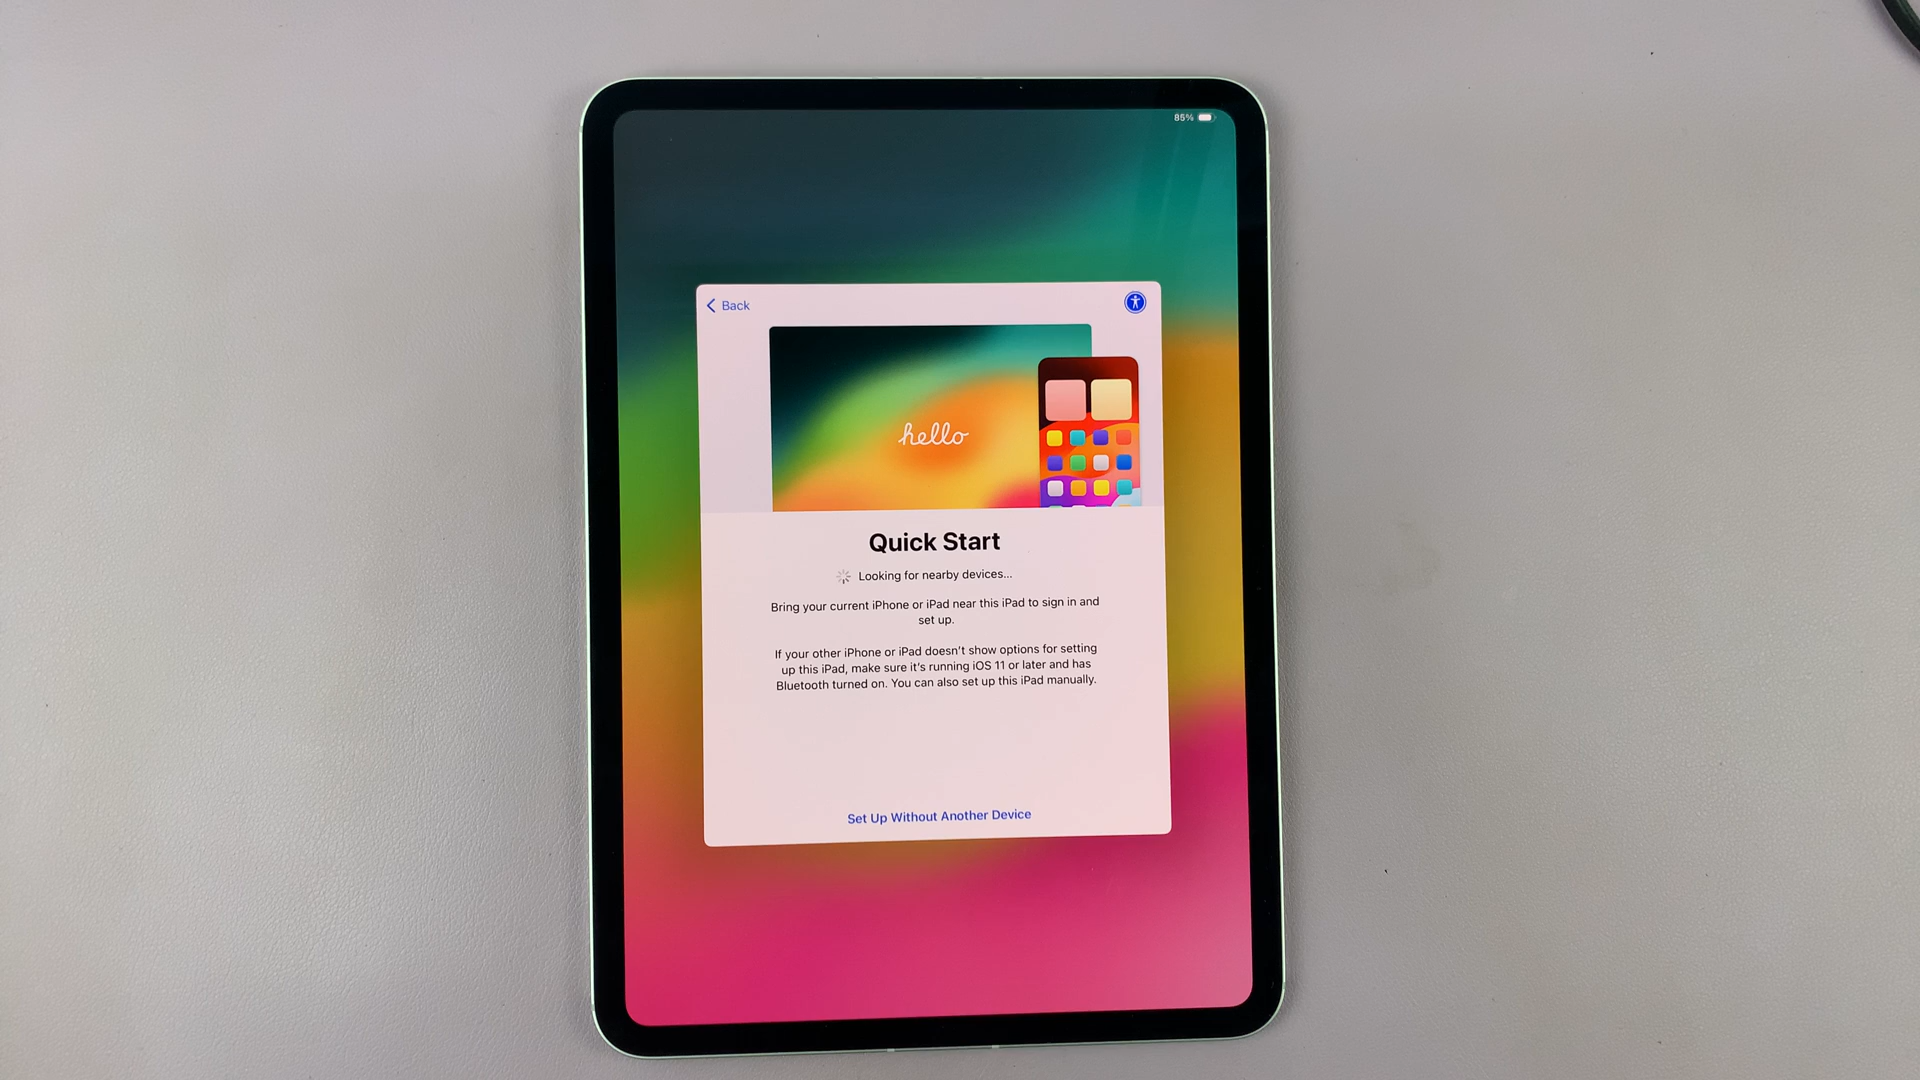 85%
Back
hello
Quick Start
Looking for nearby devices...
Bring your current iPhone or iPad near this iPad to sign in and
set up.
If your other iPhone or iPad doesn't show options for setting
up this iPad, make sure it's running iOS 11 or later and has
Bluetooth turned on. You can also set up this iPad manually.
Set Up Without Another Device